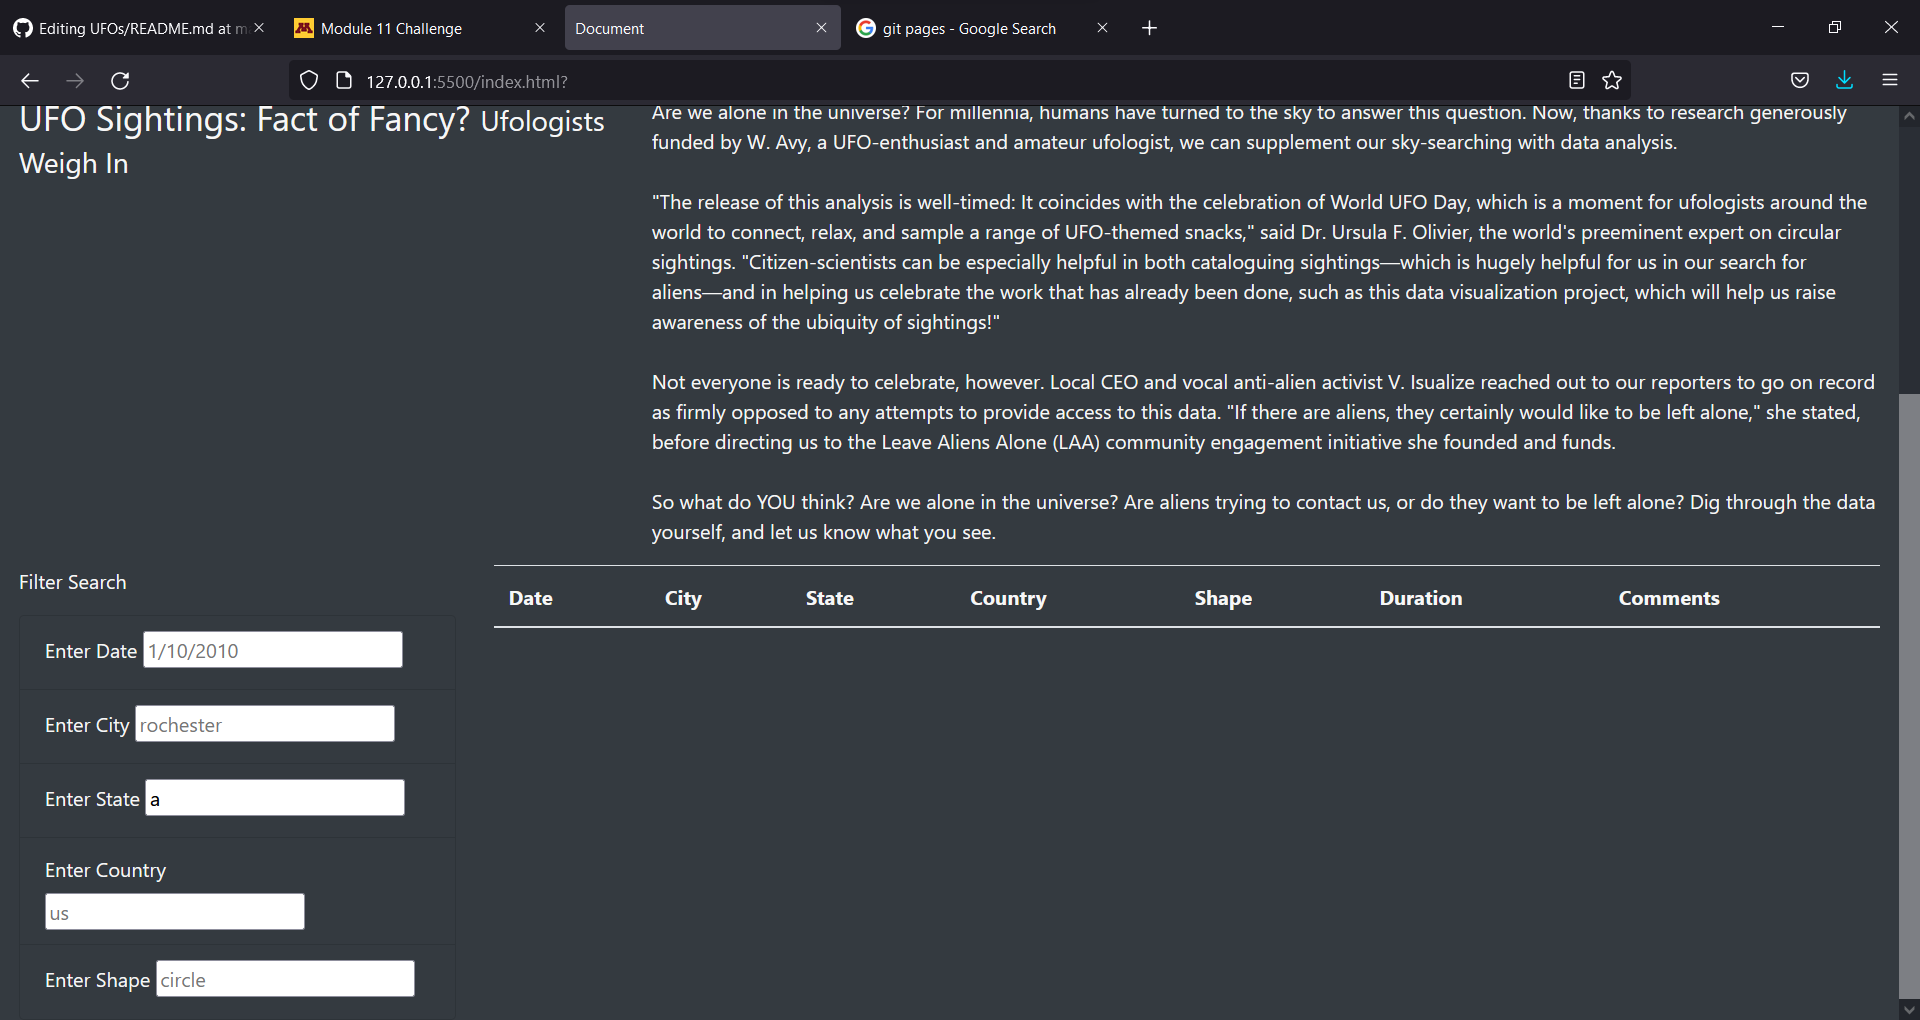 Editing UFOs/README.md at m
Module 11 Challenge
Document
git pages - Google Search
127.0.0.1:5500/index.html?
UFO Sightings: Fact of Fancy? Ufologists
Weigh In
Are we alone in the universe? For millennia, humans have turned to the sky to answer this question. Now, thanks to research generously
funded by W. Avy, a UFO-enthusiast and amateur ufologist, we can supplement our sky-searching with data analysis.
"The release of this analysis is well-timed: It coincides with the celebration of World UFO Day, which is a moment for ufologists around the
world to connect, relax, and sample a range of UFO-themed snacks," said Dr. Ursula F. Olivier, the world's preeminent expert on circular
sightings. "Citizen-scientists can be especially helpful in both cataloguing sightings—which is hugely helpful for us in our search for
aliens—and in helping us celebrate the work that has already been done, such as this data visualization project, which will help us raise
awareness of the ubiquity of sightings!"
Not everyone is ready to celebrate, however. Local CEO and vocal anti-alien activist V. Isualize reached out to our reporters to go on record
as firmly opposed to any attempts to provide access to this data. "If there are aliens, they certainly would like to be left alone," she stated,
before directing us to the Leave Aliens Alone (LAA) community engagement initiative she founded and funds.
So what do YOU think? Are we alone in the universe? Are aliens trying to contact us, or do they want to be left alone? Dig through the data
yourself, and let us know what you see.
Filter Search
Date City State Country Shape Duration Comments
Enter Date 1/10/2010
Enter City rochester
Enter State a
Enter Country
us
Enter Shape circle